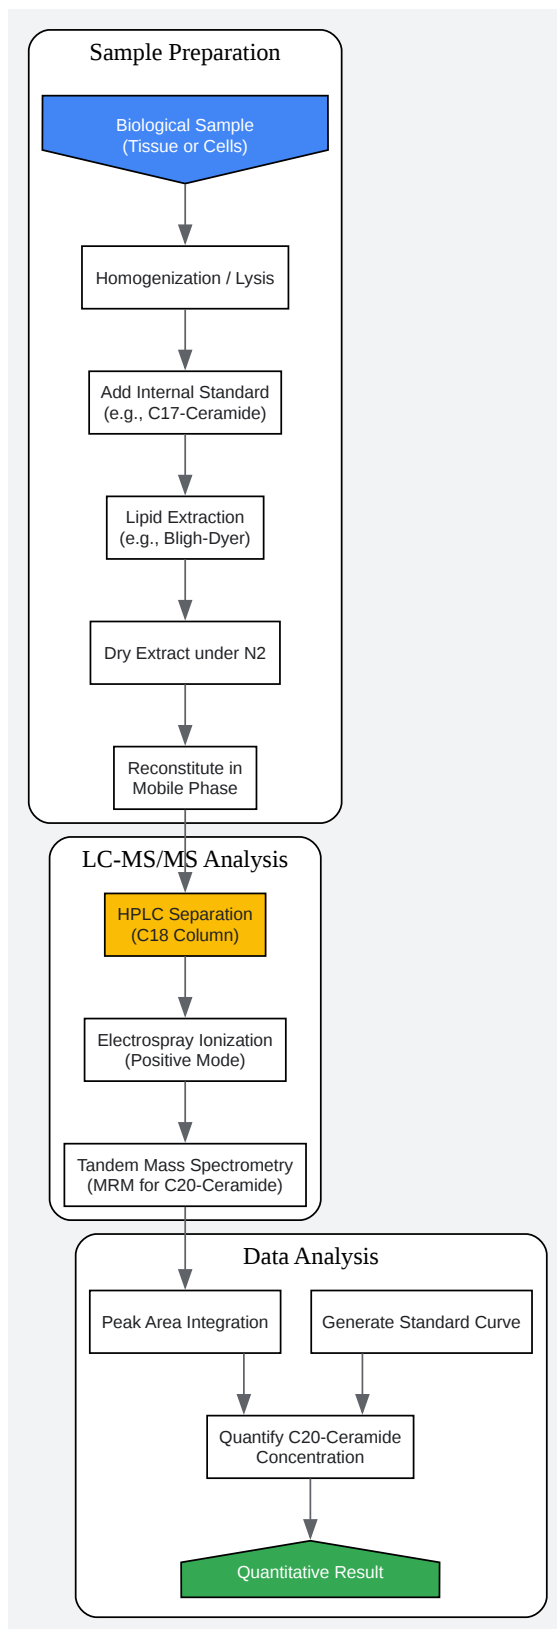 Sample Preparation
Biological Sample
(Tissue or Cells)
Homogenization / Lysis
Add Internal Standard
(e.g., C17-Ceramide)
Lipid Extraction
(e.g., Bligh-Dyer)
Dry Extract under N2
Reconstitute in
Mobile Phase
LC-MS/MS Analysis
HPLC Separation
(C18 Column)
Electrospray Ionization
(Positive Mode)
Tandem Mass Spectrometry
(MRM for C20-Ceramide)
Data Analysis
Peak Area Integration
Generate Standard Curve
Quantify C20-Ceramide
Concentration
Quantitative Result